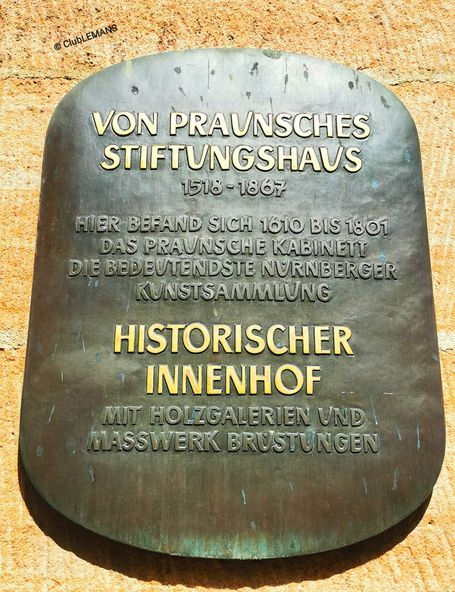 © ClubLEMANS
VON PRAUNSCHES
STIFTUNGSHAUS
1518 - 1867
HIER BEFAND SICH 1610 BIS 1801
DAS PRAUNSCHE KABINETT
DIE BEDEUTENDSTE NÜRNBERGER
KUNSTSAMMLUNG
HISTORISCHER
INNENHOF
MIT HOLZGALERIEN UND
MASSWERK BRÜSTUNGEN